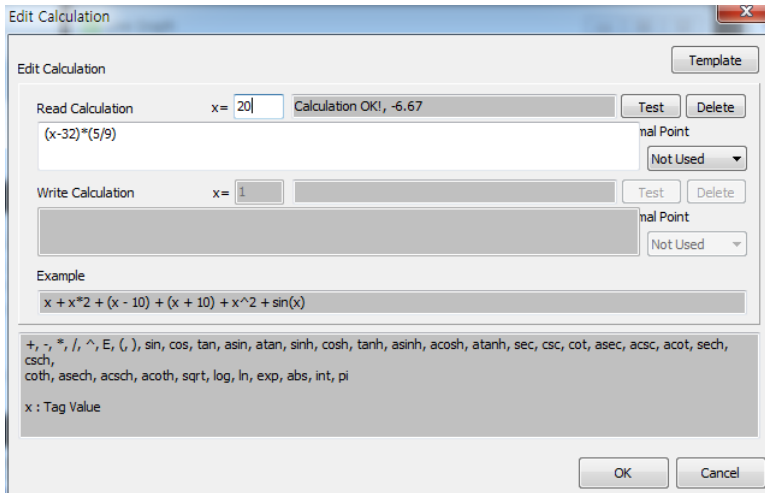 Edit Calculation
Template
Edit Calculation
Read Calculation x= 20 Calculation OK!, -6.67 Test Delete
(x-32)*(5/9)
mal Point
Not Used
Write Calculation x= 1 Test Delete
mal Point
Not Used
Example
x + x*2 + (x - 10) + (x + 10) + x^2 + sin(x)
+, -, *, /, ^, E, (, ), sin, cos, tan, asin, atan, sinh, cosh, tanh, asinh, acosh, atanh, sec, csc, cot, asec, acsc, acot, sech,
csch,
coth, asech, acsch, acoth, sqrt, log, ln, exp, abs, int, pi
x : Tag Value
OK Cancel